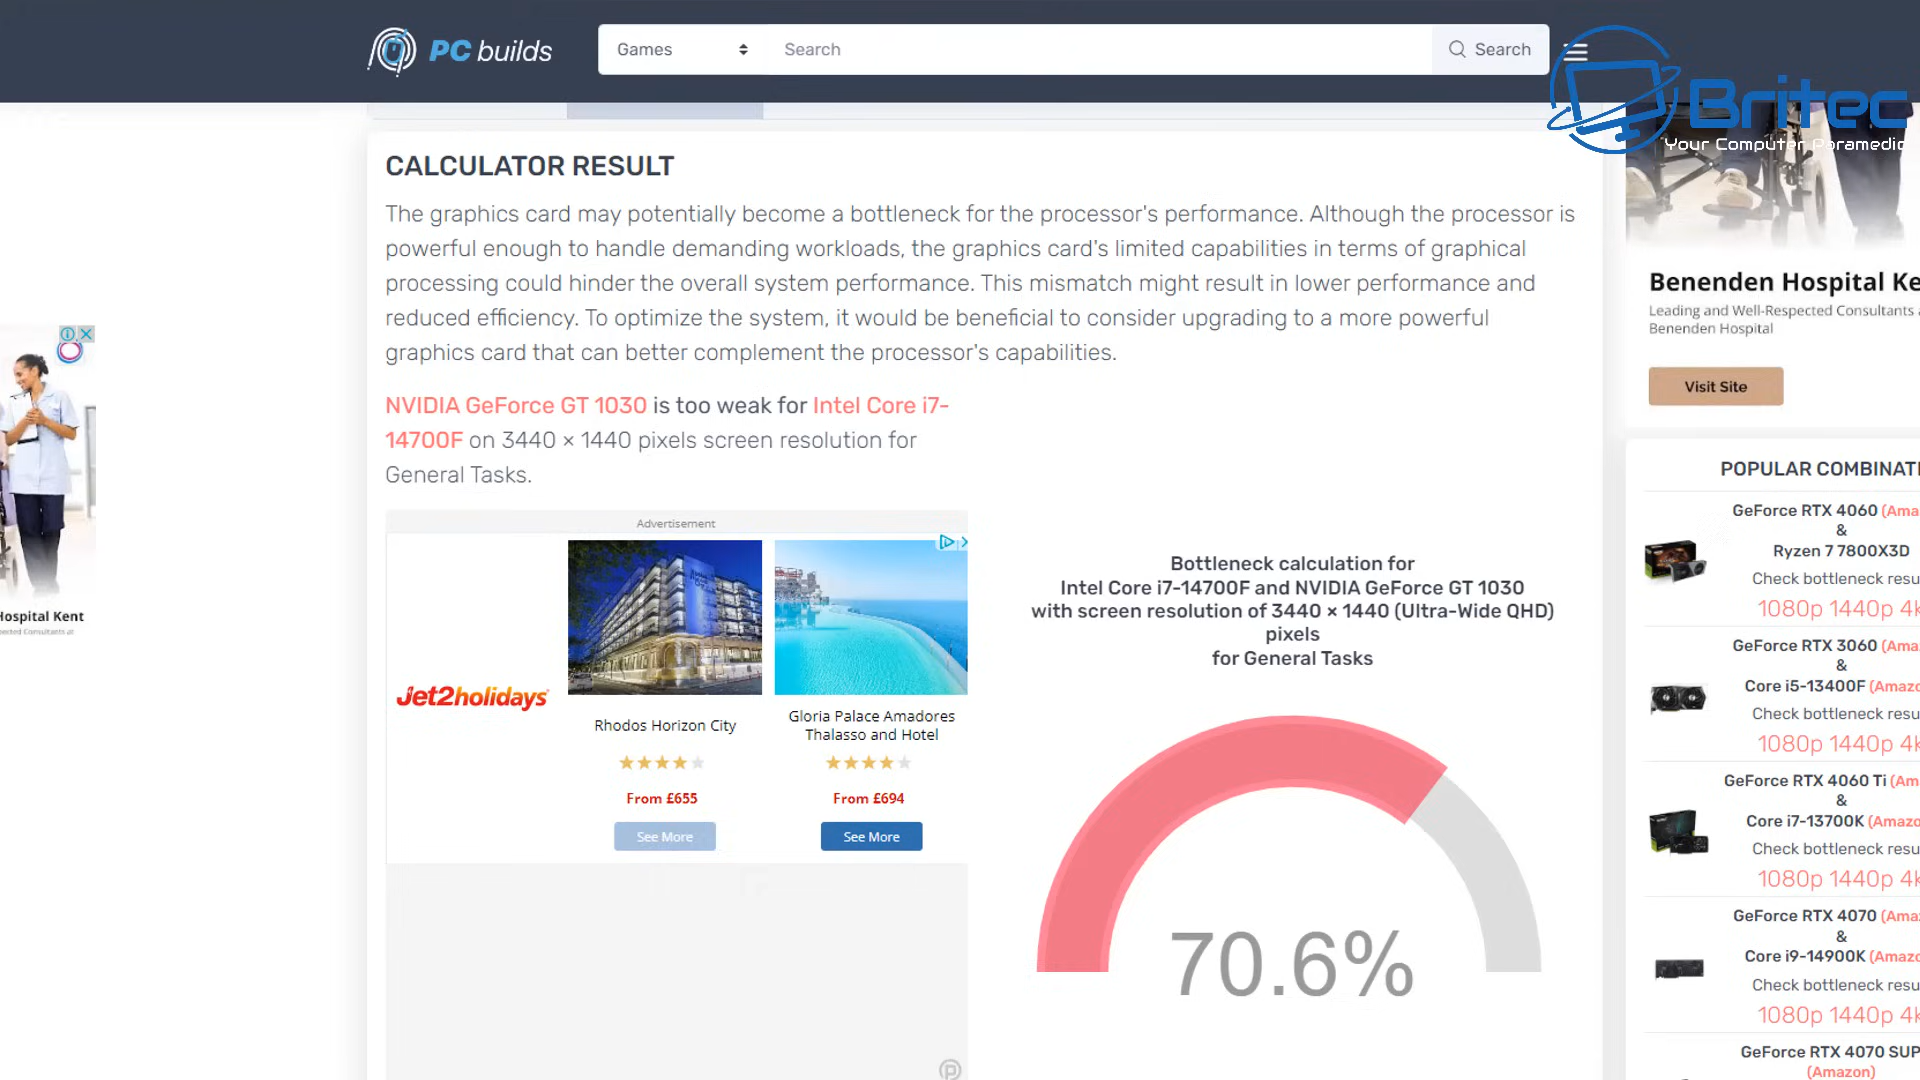 PC builds
Games
Search
Search
Britec
Your Computer Paramedic
CALCULATOR RESULT
The graphics card may potentially become a bottleneck for the processor's performance. Although the processor is
powerful enough to handle demanding workloads, the graphics card's limited capabilities in terms of graphical
processing could hinder the overall system performance. This mismatch might result in lower performance and
reduced efficiency. To optimize the system, it would be beneficial to consider upgrading to a more powerful
graphics card that can better complement the processor's capabilities.
NVIDIA GeForce GT 1030 is too weak for Intel Core i7-
14700F on 3440 × 1440 pixels screen resolution for
General Tasks.
Advertisement
Jet2holidays
Rhodos Horizon City
From £655
See More
Gloria Palace Amadores
Thalasso and Hotel
From £694
See More
Bottleneck calculation for
Intel Core i7-14700F and NVIDIA GeForce GT 1030
with screen resolution of 3440 × 1440 (Ultra-Wide QHD)
pixels
for General Tasks
70.6%
Hospital Kent
Benenden Hospital Ke
Leading and Well-Respected Consultants a
Benenden Hospital
Visit Site
POPULAR COMBINATI
GeForce RTX 4060 (Ama
&
Ryzen 7 7800X3D
Check bottleneck resu
1080p 1440p 4k
GeForce RTX 3060 (Ama
&
Core i5-13400F (Amazo
Check bottleneck resu
1080p 1440p 4k
GeForce RTX 4060 Ti (Am
&
Core i7-13700K (Amazo
Check bottleneck resu
1080p 1440p 4k
GeForce RTX 4070 (Ama
&
Core i9-14900K (Amazo
Check bottleneck resu
1080p 1440p 4k
GeForce RTX 4070 SUP
(Amazon)